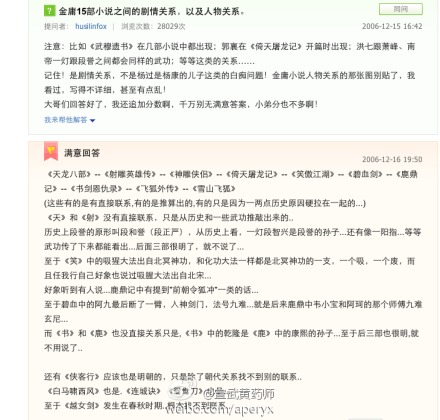 金庸15部小说之间的剧情关系，以及人物关系。
同问
提问者： husilinfox | 浏览次数： 28029次
2006-12-15 16:42
注意：比如《武穆遗书》在几部小说中都出现；郭襄在《倚天屠龙记》开篇时出现；洪七跟萧峰、南
帝一灯跟段誉之间都会同样的武功；等等这类的关系……
记住！是剧情关系，不是杨过是杨康的儿子这类的白痴问题！金庸小说人物关系的那张图别贴了，我
看过，写得不详细，甚至有点乱！
大哥们回答好了，我还追加分数啊，千万别无满意答案，小弟分也不多啊！
我来帮他解答
满意回答
2006-12-16 19:50
《天龙八部》--《射雕英雄传》--《神雕侠侣》--《倚天屠龙记》--《笑傲江湖》--《碧血剑》--《鹿鼎
记》--《书剑恩仇录》--《飞狐外传》--《雪山飞狐》
(这些有的是有直接联系,有的是推算出的,有的只是因为一两点历史原因硬拉在一起的...)
《天》和《射》没有直接联系，只是从历史和一些武功推敲出来的..
历史上段誉的原形叫段和誉（段正严），从历史上看，一灯段智兴是段誉的孙子...还有像一阳指...等等
武功传了下来都能看出...后面三部很明了，就不说了...
至于《笑》中的吸星大法出自北冥神功，和化功大法一样都是北冥神功的一支，一个吸，一个废，而
且任我行自己好象也说过吸星大法出自北宋...
好象听到有人说...鹿鼎记中有提到"前朝令狐冲"一类的话...
至于碧血中的阿九最后断了一臂，入神剑门，法号九难...就是后来鹿鼎中韦小宝和阿珂的那个师傅九难
玄尼...
而《书》和《鹿》也没直接关系只是,《书》中的乾隆是《鹿》中的康熙的孙子...至于后三部也很明,就
不用说了..
还有《侠客行》应该也是明朝的，只是除了朝代关系找不到别的联系..
《白马啸西风》也是.《连城诀》
至于《越女剑》发生在春秋时期..根本找不到联系
weibo.com/aperyx